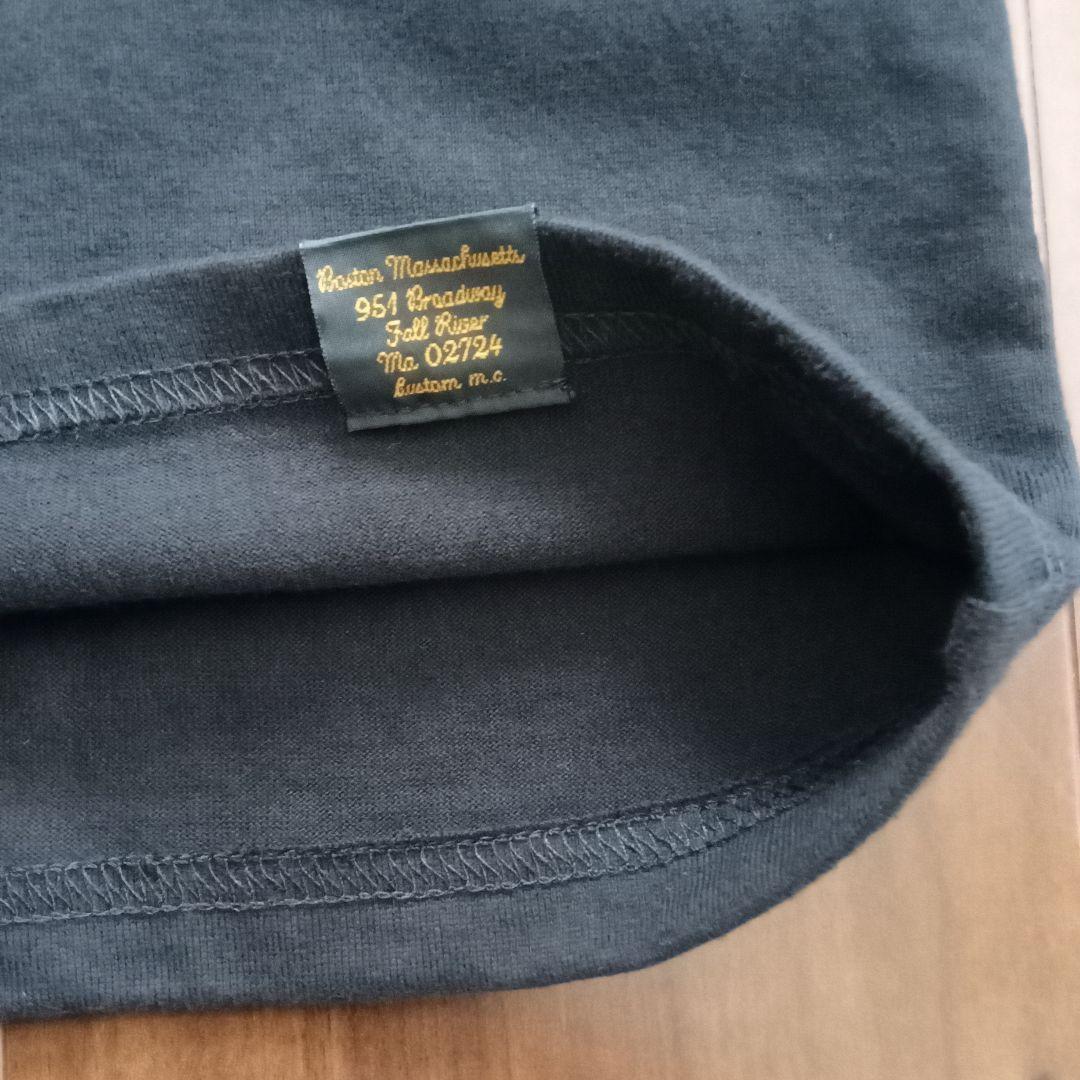 Boston Massachusetts
951 Broadway
Fall River
Ma 02724
Custom m.c.